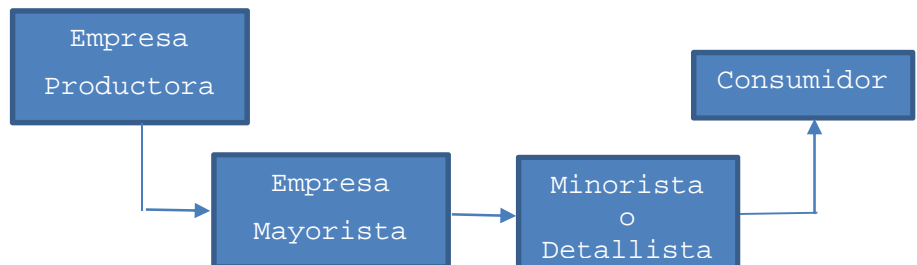 Empresa
Productora
Empresa
Mayorista
Minorista
o
Detallista
Consumidor